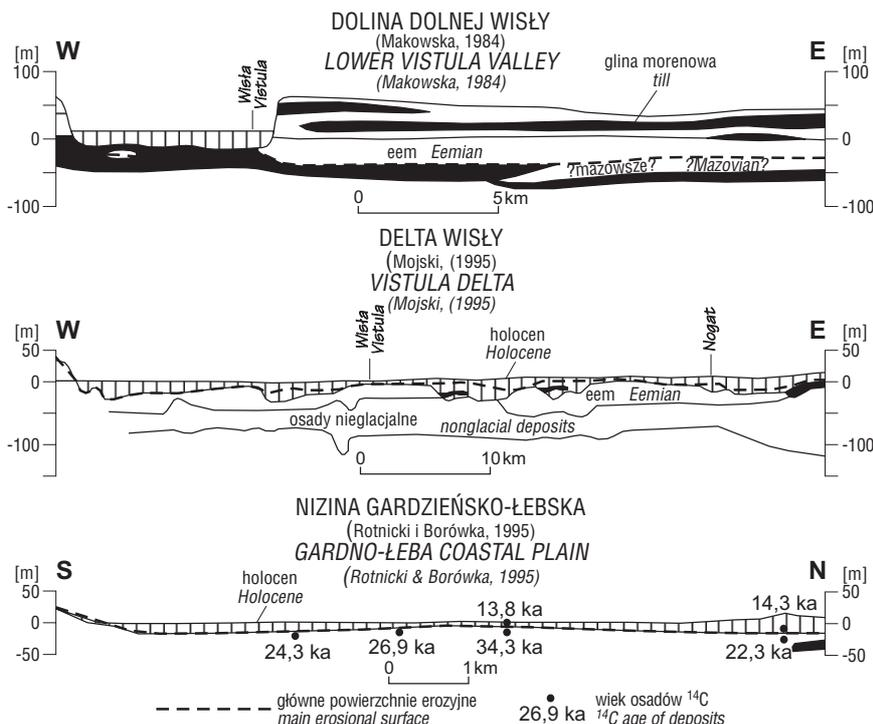 DOLINA DOLNEJ WISŁY
(Makowska, 1984)
LOWER VISTULA VALLEY
(Makowska, 1984)
[m]
W
E
[m]
100
0
-100
Wisła
Vistula
glina morenowa
till
eem Eemian
?mazowsze? ?Mazovian?
100
0
-100
0 5 km
DELTA WISŁY
(Mojski, (1995)
VISTULA DELTA
(Mojski, (1995)
[m]
W
E
[m]
50
0
-100
Wisła
Vistula
holocen
Holocene
Nogat
eem Eemian
osady nieglacjalne nonglacial deposits
50
0
-100
0 10 km
NIZINA GARDZIEŃSKO-ŁEBSKA
(Rotnicki i Borówka, 1995)
GARDNO-ŁEBA COASTAL PLAIN
(Rotnicki & Borówka, 1995)
[m]
S
N
[m]
50
0
-50
holocen
Holocene
13,8 ka
14,3 ka
24,3 ka
26,9 ka
34,3 ka
22,3 ka
50
0
-50
0 1 km
główne powierzchnie erozyjne
main erosional surface
26,9 ka
wiek osadów ¹⁴C
¹⁴C age of deposits